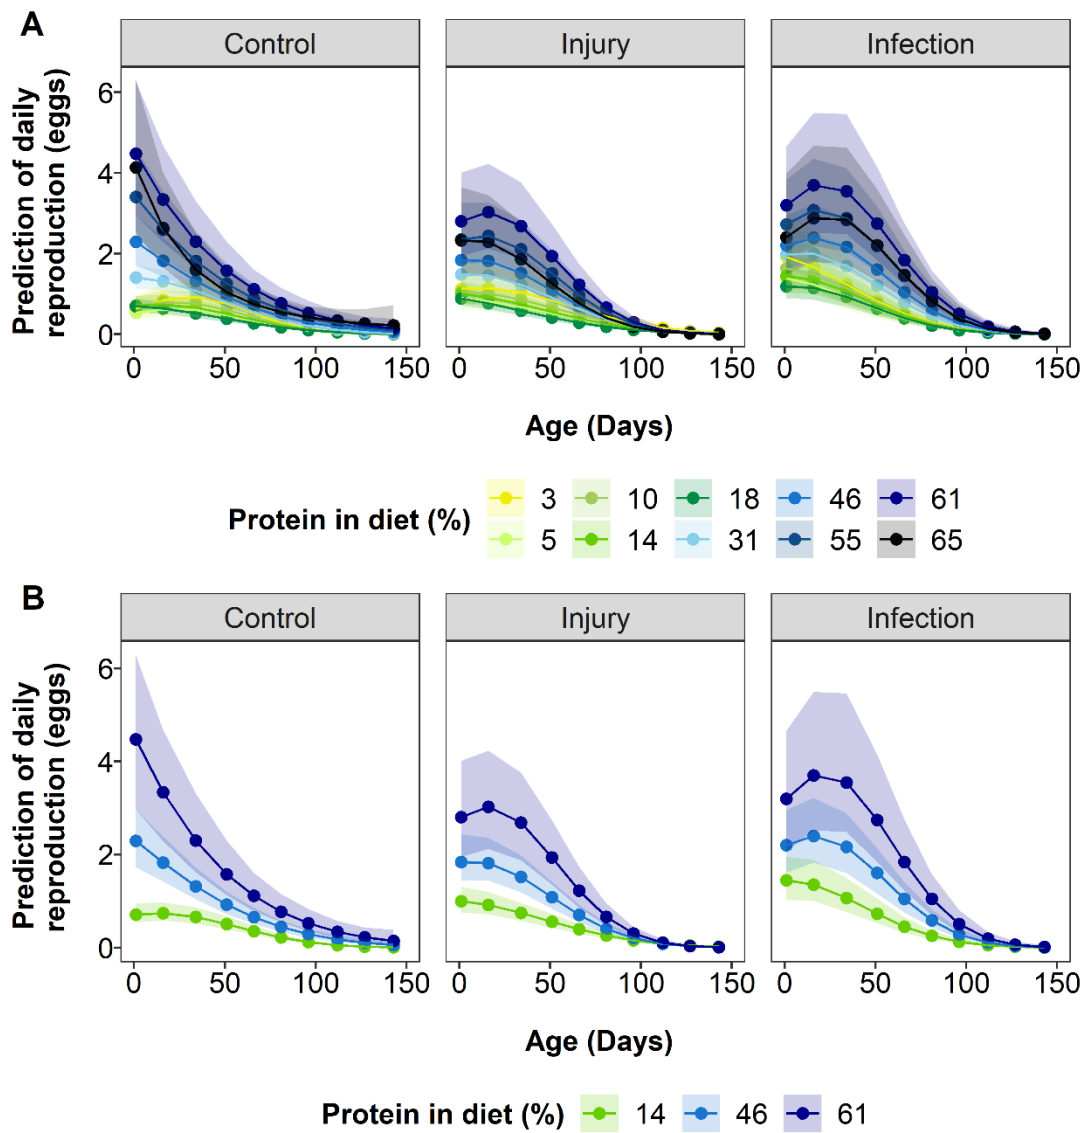 A
Control
Injury
Infection
Prediction of daily
reproduction (eggs)
6
4
2
0
0 50 100 150
0 50 100 150
0 50 100 150
Age (Days)
Protein in diet (%)
3 10 18 46 61
5 14 31 55 65
B
Control
Injury
Infection
Prediction of daily
reproduction (eggs)
6
4
2
0
0 50 100 150
0 50 100 150
0 50 100 150
Age (Days)
Protein in diet (%) 14 46 61